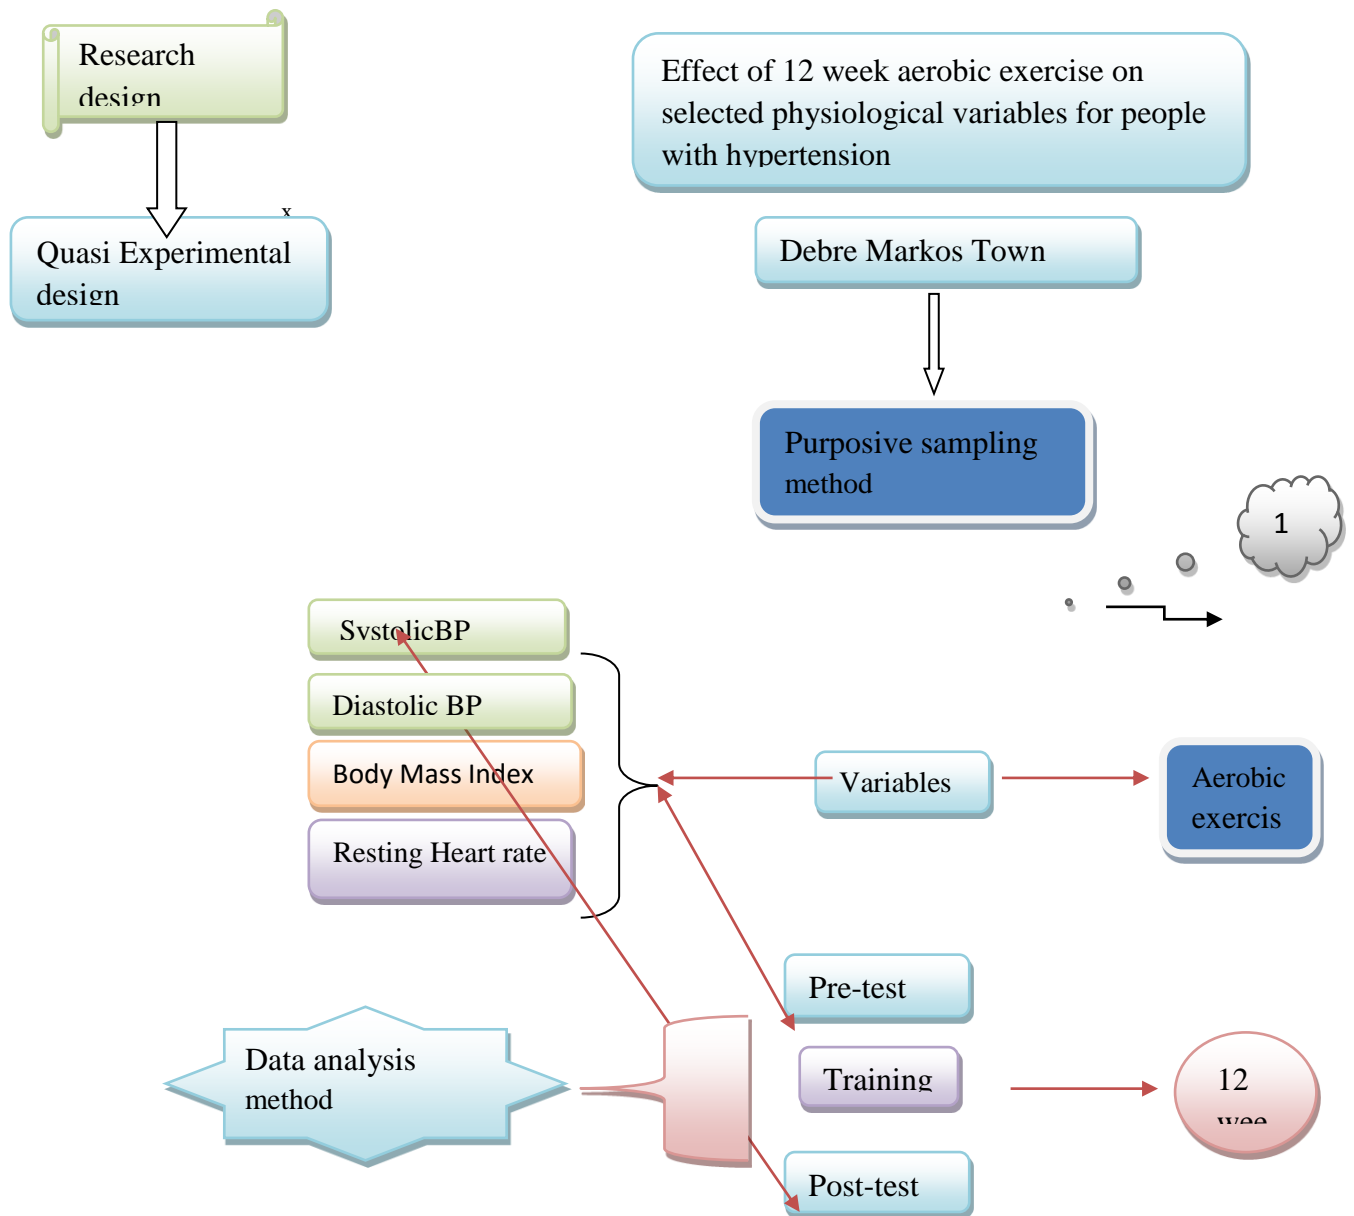 Research
design
Effect of 12 week aerobic exercise on
selected physiological variables for people
with hypertension
x
Quasi Experimental
design
Debre Markos Town
Purposive sampling
method
1
SystolicBP
Diastolic BP
Body Mass Index
Resting Heart rate
Variables
Aerobic
exercis
Pre-test
Data analysis
method
Training
12
wee
Post-test